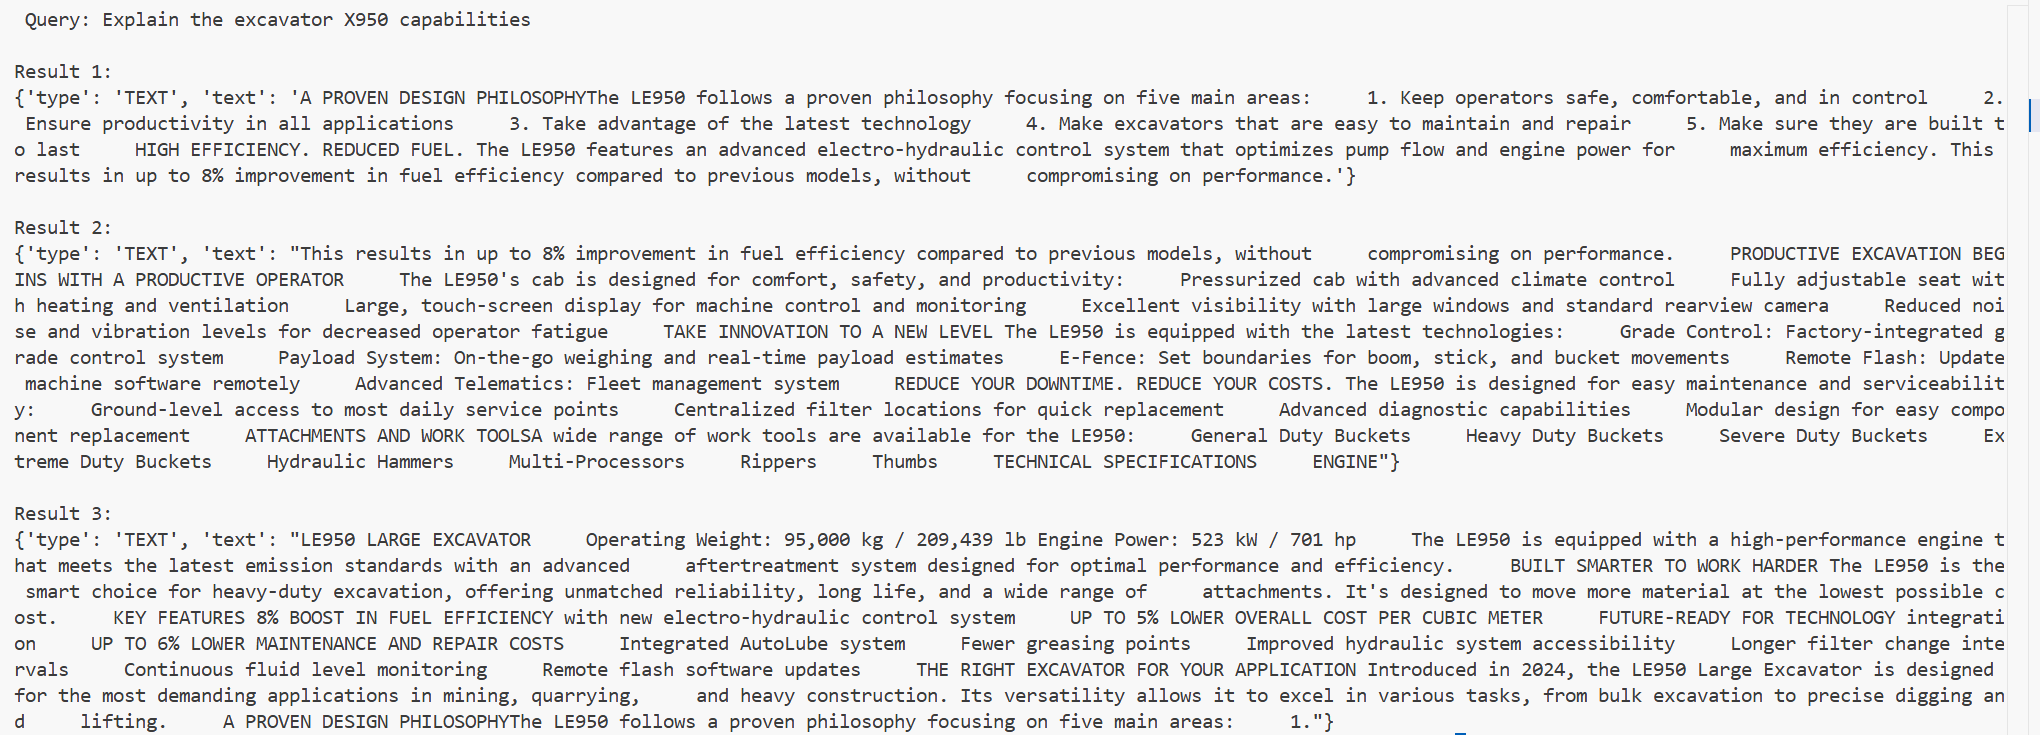 Query: Explain the excavator X950 capabilities
Result 1:
{'type': 'TEXT', 'text': 'A PROVEN DESIGN PHILOSOPHYThe LE950 follows a proven philosophy focusing on five main areas:     1. Keep operators safe, comfortable, and in control     2.
 Ensure productivity in all applications     3. Take advantage of the latest technology     4. Make excavators that are easy to maintain and repair     5. Make sure they are built t
o last     HIGH EFFICIENCY. REDUCED FUEL. The LE950 features an advanced electro-hydraulic control system that optimizes pump flow and engine power for     maximum efficiency. This
results in up to 8% improvement in fuel efficiency compared to previous models, without     compromising on performance.'}
Result 2:
{'type': 'TEXT', 'text': "This results in up to 8% improvement in fuel efficiency compared to previous models, without     compromising on performance.     PRODUCTIVE EXCAVATION BEG
INS WITH A PRODUCTIVE OPERATOR     The LE950's cab is designed for comfort, safety, and productivity:     Pressurized cab with advanced climate control     Fully adjustable seat wit
h heating and ventilation     Large, touch-screen display for machine control and monitoring     Excellent visibility with large windows and standard rearview camera     Reduced noi
se and vibration levels for decreased operator fatigue     TAKE INNOVATION TO A NEW LEVEL The LE950 is equipped with the latest technologies:     Grade Control: Factory-integrated g
rade control system     Payload System: On-the-go weighing and real-time payload estimates     E-Fence: Set boundaries for boom, stick, and bucket movements     Remote Flash: Update
 machine software remotely     Advanced Telematics: Fleet management system     REDUCE YOUR DOWNTIME. REDUCE YOUR COSTS. The LE950 is designed for easy maintenance and serviceabilit
y:     Ground-level access to most daily service points     Centralized filter locations for quick replacement     Advanced diagnostic capabilities     Modular design for easy compo
nent replacement     ATTACHMENTS AND WORK TOOLSA wide range of work tools are available for the LE950:     General Duty Buckets     Heavy Duty Buckets     Severe Duty Buckets     Ex
treme Duty Buckets     Hydraulic Hammers     Multi-Processors     Rippers     Thumbs     TECHNICAL SPECIFICATIONS     ENGINE"}
Result 3:
{'type': 'TEXT', 'text': "LE950 LARGE EXCAVATOR     Operating Weight: 95,000 kg / 209,439 lb Engine Power: 523 kW / 701 hp     The LE950 is equipped with a high-performance engine t
hat meets the latest emission standards with an advanced     aftertreatment system designed for optimal performance and efficiency.     BUILT SMARTER TO WORK HARDER The LE950 is the
 smart choice for heavy-duty excavation, offering unmatched reliability, long life, and a wide range of     attachments. It's designed to move more material at the lowest possible c
ost.     KEY FEATURES 8% BOOST IN FUEL EFFICIENCY with new electro-hydraulic control system     UP TO 5% LOWER OVERALL COST PER CUBIC METER     FUTURE-READY FOR TECHNOLOGY integrati
on     UP TO 6% LOWER MAINTENANCE AND REPAIR COSTS     Integrated AutoLube system     Fewer greasing points     Improved hydraulic system accessibility     Longer filter change inte
rvals     Continuous fluid level monitoring     Remote flash software updates     THE RIGHT EXCAVATOR FOR YOUR APPLICATION Introduced in 2024, the LE950 Large Excavator is designed
for the most demanding applications in mining, quarrying,     and heavy construction. Its versatility allows it to excel in various tasks, from bulk excavation to precise digging an
d     lifting.     A PROVEN DESIGN PHILOSOPHYThe LE950 follows a proven philosophy focusing on five main areas:     1."}